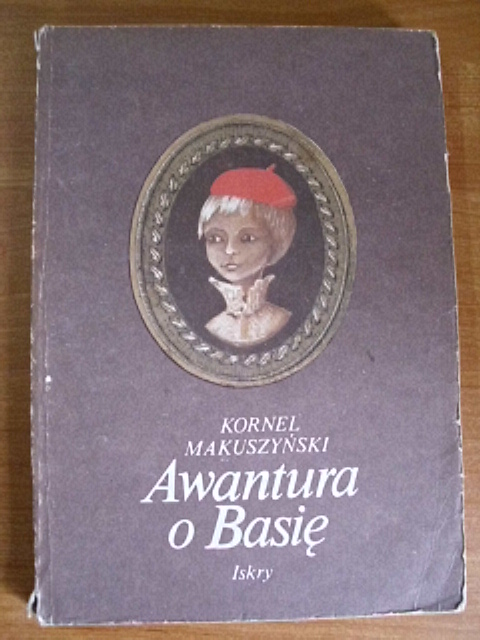 KORNEL
MAKUSZYŃSKI
Awantura
o Basię
Iskry